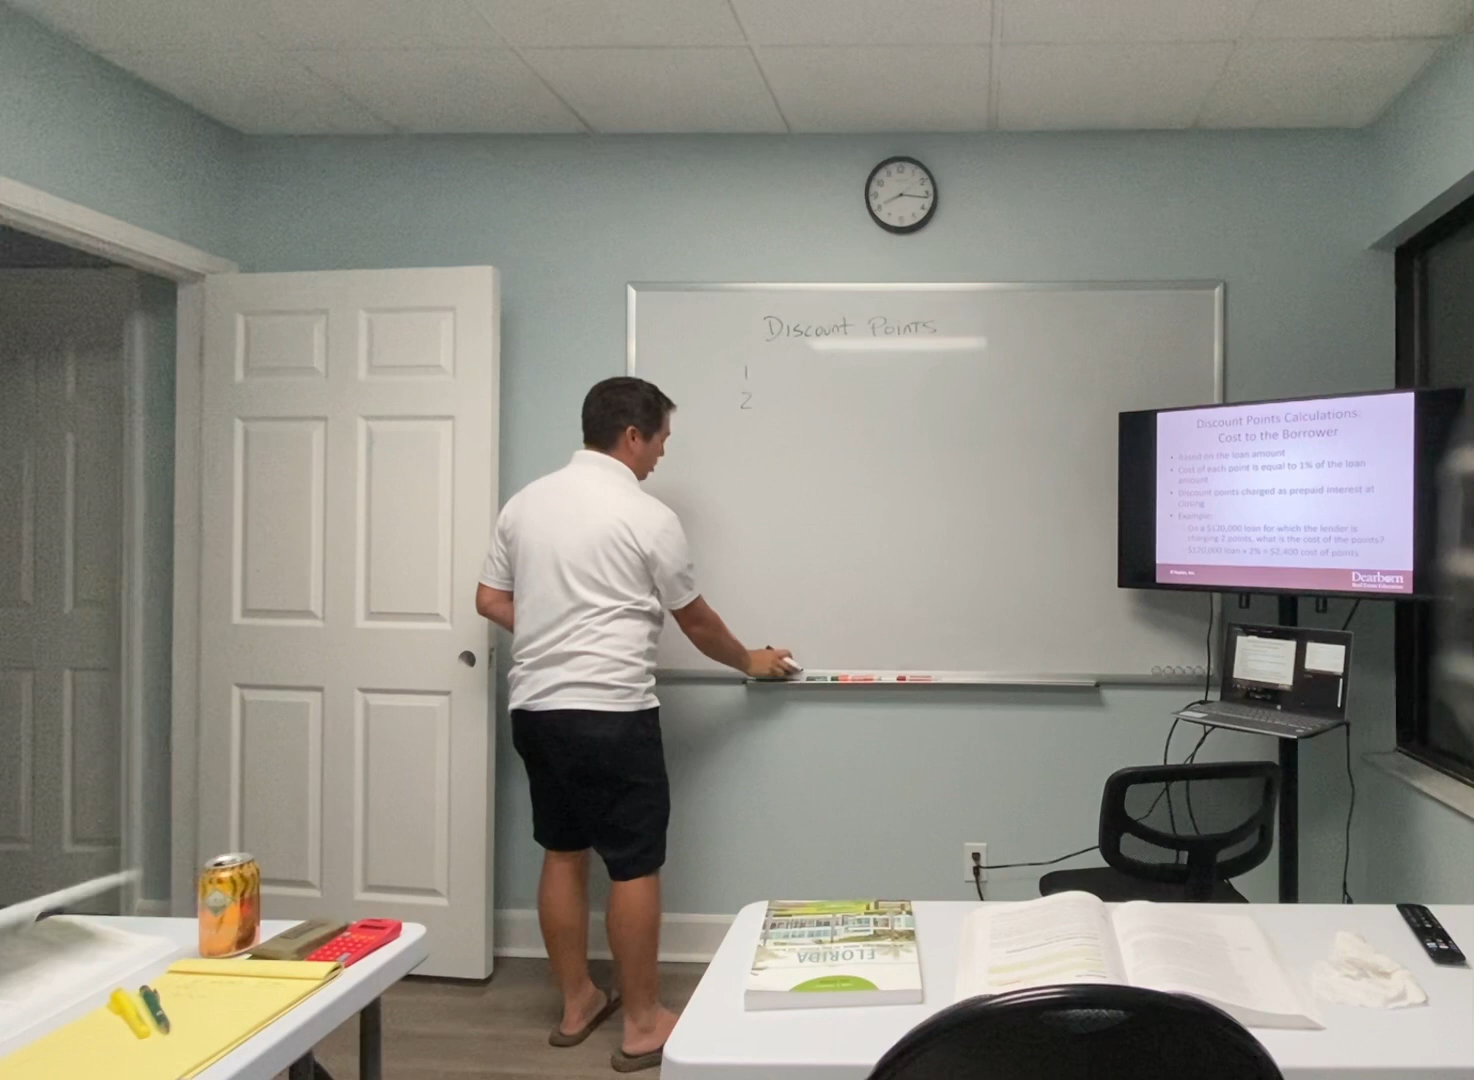 Discount Points
1
2
Discount Points Calculations:
Cost to the Borrower
• Based on the loan amount
• Cost of each point is equal to 1% of the loan
amount
• Discount points charged as prepaid interest at
closing
• Example:
On a $120,000 loan for which the lender is
charging 2 points, what is the cost of the points?
$120,000 loan × 2% = $2,400 cost of points
Dearborn
Real Estate Education
FLORIDA